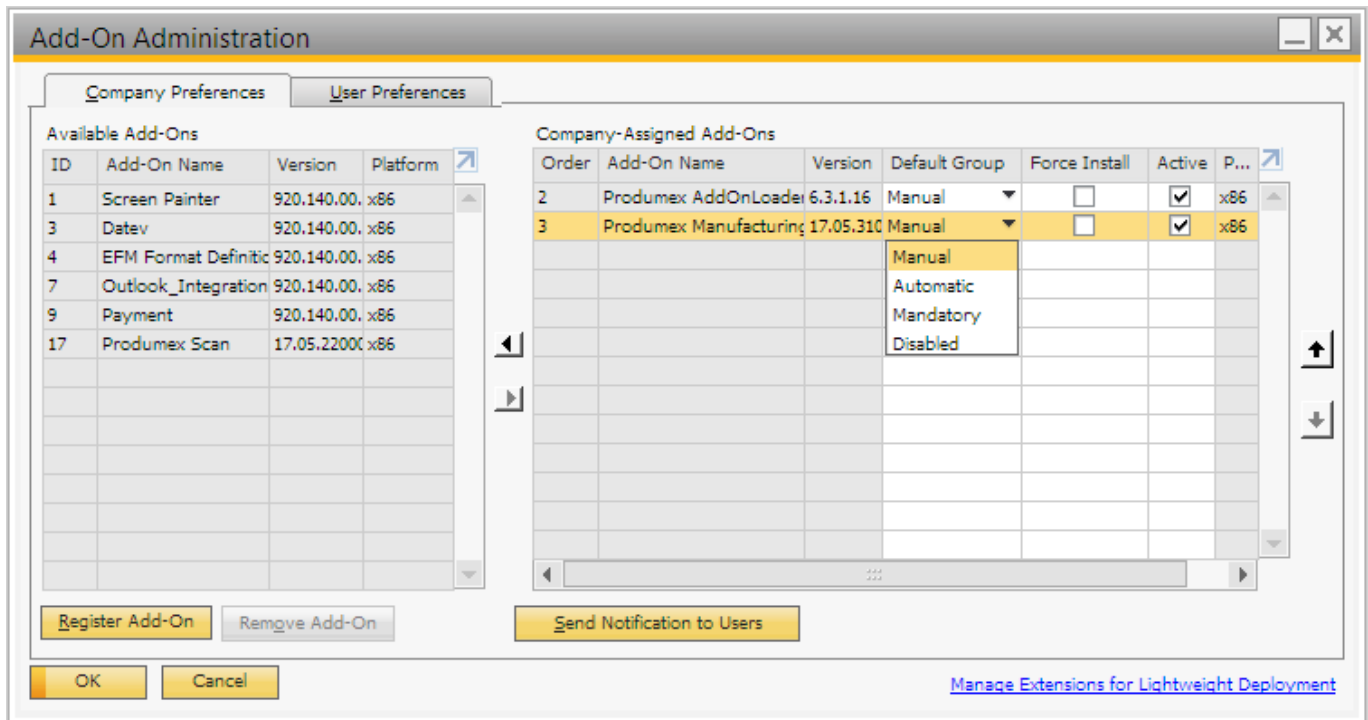 Add-On Administration
Company Preferences User Preferences
Available Add-Ons
ID Add-On Name Version Platform
1 Screen Painter 920.140.00. x86
3 Datev 920.140.00. x86
4 EFM Format Definitic 920.140.00. x86
7 Outlook_Integration 920.140.00. x86
9 Payment 920.140.00. x86
17 Produmex Scan 17.05.2200 x86
Company-Assigned Add-Ons
Order Add-On Name Version Default Group Force Install Active P...
2 Produmex AddOnLoader 6.3.1.16 Manual x86
3 Produmex Manufacturing 17.05.310 Manual x86
Manual
Automatic
Mandatory
Disabled
Register Add-On Remove Add-On Send Notification to Users
OK Cancel Manage Extensions for Lightweight Deployment